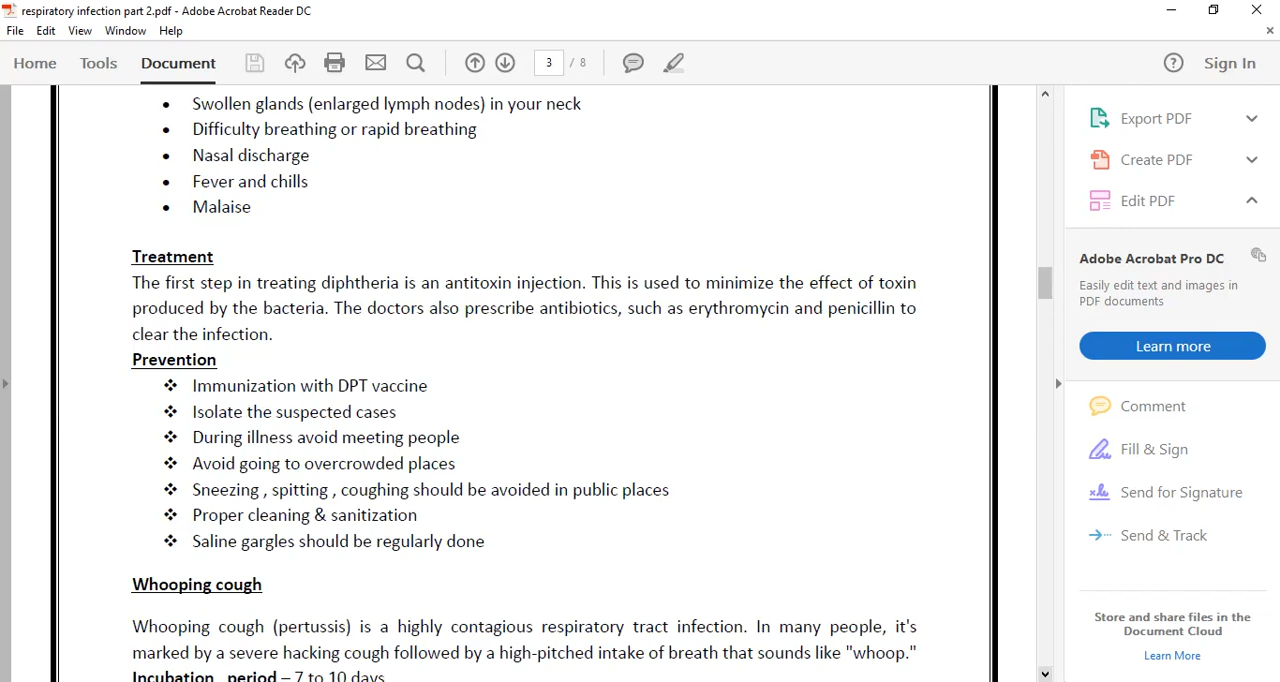 respiratory infection part 2.pdf - Adobe Acrobat Reader DC
File Edit View Window Help
Home Tools Document 3 / 8 Sign In
• Swollen glands (enlarged lymph nodes) in your neck
• Difficulty breathing or rapid breathing
• Nasal discharge
• Fever and chills
• Malaise
Treatment
The first step in treating diphtheria is an antitoxin injection. This is used to minimize the effect of toxin
produced by the bacteria. The doctors also prescribe antibiotics, such as erythromycin and penicillin to
clear the infection.
Prevention
❖ Immunization with DPT vaccine
❖ Isolate the suspected cases
❖ During illness avoid meeting people
❖ Avoid going to overcrowded places
❖ Sneezing , spitting , coughing should be avoided in public places
❖ Proper cleaning & sanitization
❖ Saline gargles should be regularly done
Whooping cough
Whooping cough (pertussis) is a highly contagious respiratory tract infection. In many people, it's
marked by a severe hacking cough followed by a high-pitched intake of breath that sounds like "whoop."
Incubation period – 7 to 10 days
Export PDF
Create PDF
Edit PDF
Adobe Acrobat Pro DC
Easily edit text and images in
PDF documents
Learn more
Comment
Fill & Sign
Send for Signature
Send & Track
Store and share files in the
Document Cloud
Learn More